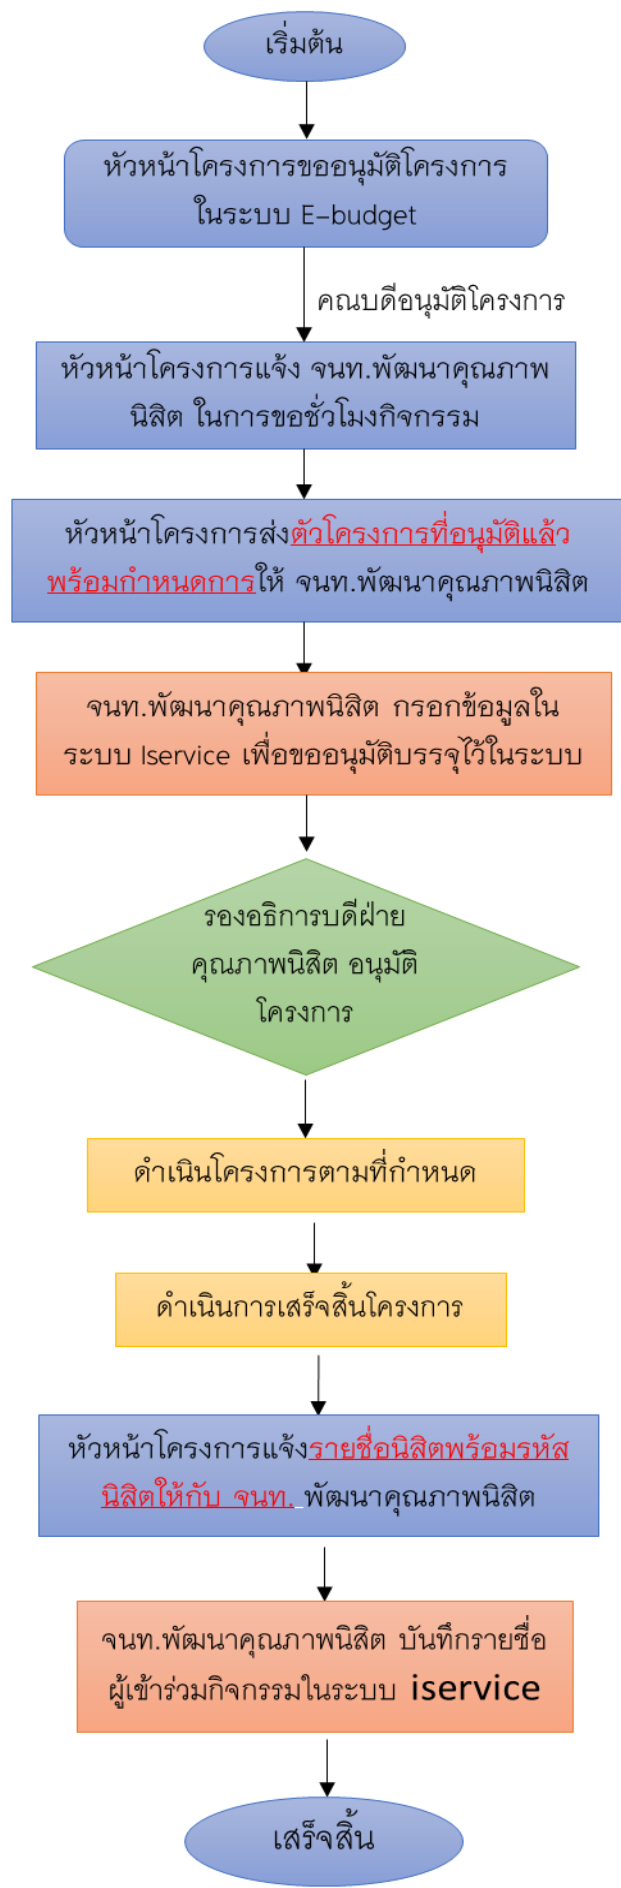 เริ่มต้น
หัวหน้าโครงการขออนุมัติโครงการ
ในระบบ E-budget
คณบดีอนุมัติโครงการ
หัวหน้าโครงการแจ้ง จนท.พัฒนาคุณภาพ
นิสิต ในการขอชั่วโมงกิจกรรม
หัวหน้าโครงการส่งตัวโครงการที่อนุมัติแล้ว
พร้อมกำหนดการให้ จนท.พัฒนาคุณภาพนิสิต
จนท.พัฒนาคุณภาพนิสิต กรอกข้อมูลใน
ระบบ Iservice เพื่อขออนุมัติบรรจุไว้ในระบบ
รองอธิการบดีฝ่าย
คุณภาพนิสิต อนุมัติ
โครงการ
ดำเนินโครงการตามที่กำหนด
ดำเนินการเสร็จสิ้นโครงการ
หัวหน้าโครงการแจ้งรายชื่อนิสิตพร้อมรหัส
นิสิตให้กับ จนท. พัฒนาคุณภาพนิสิต
จนท.พัฒนาคุณภาพนิสิต บันทึกรายชื่อ
ผู้เข้าร่วมกิจกรรมในระบบ iservice
เสร็จสิ้น